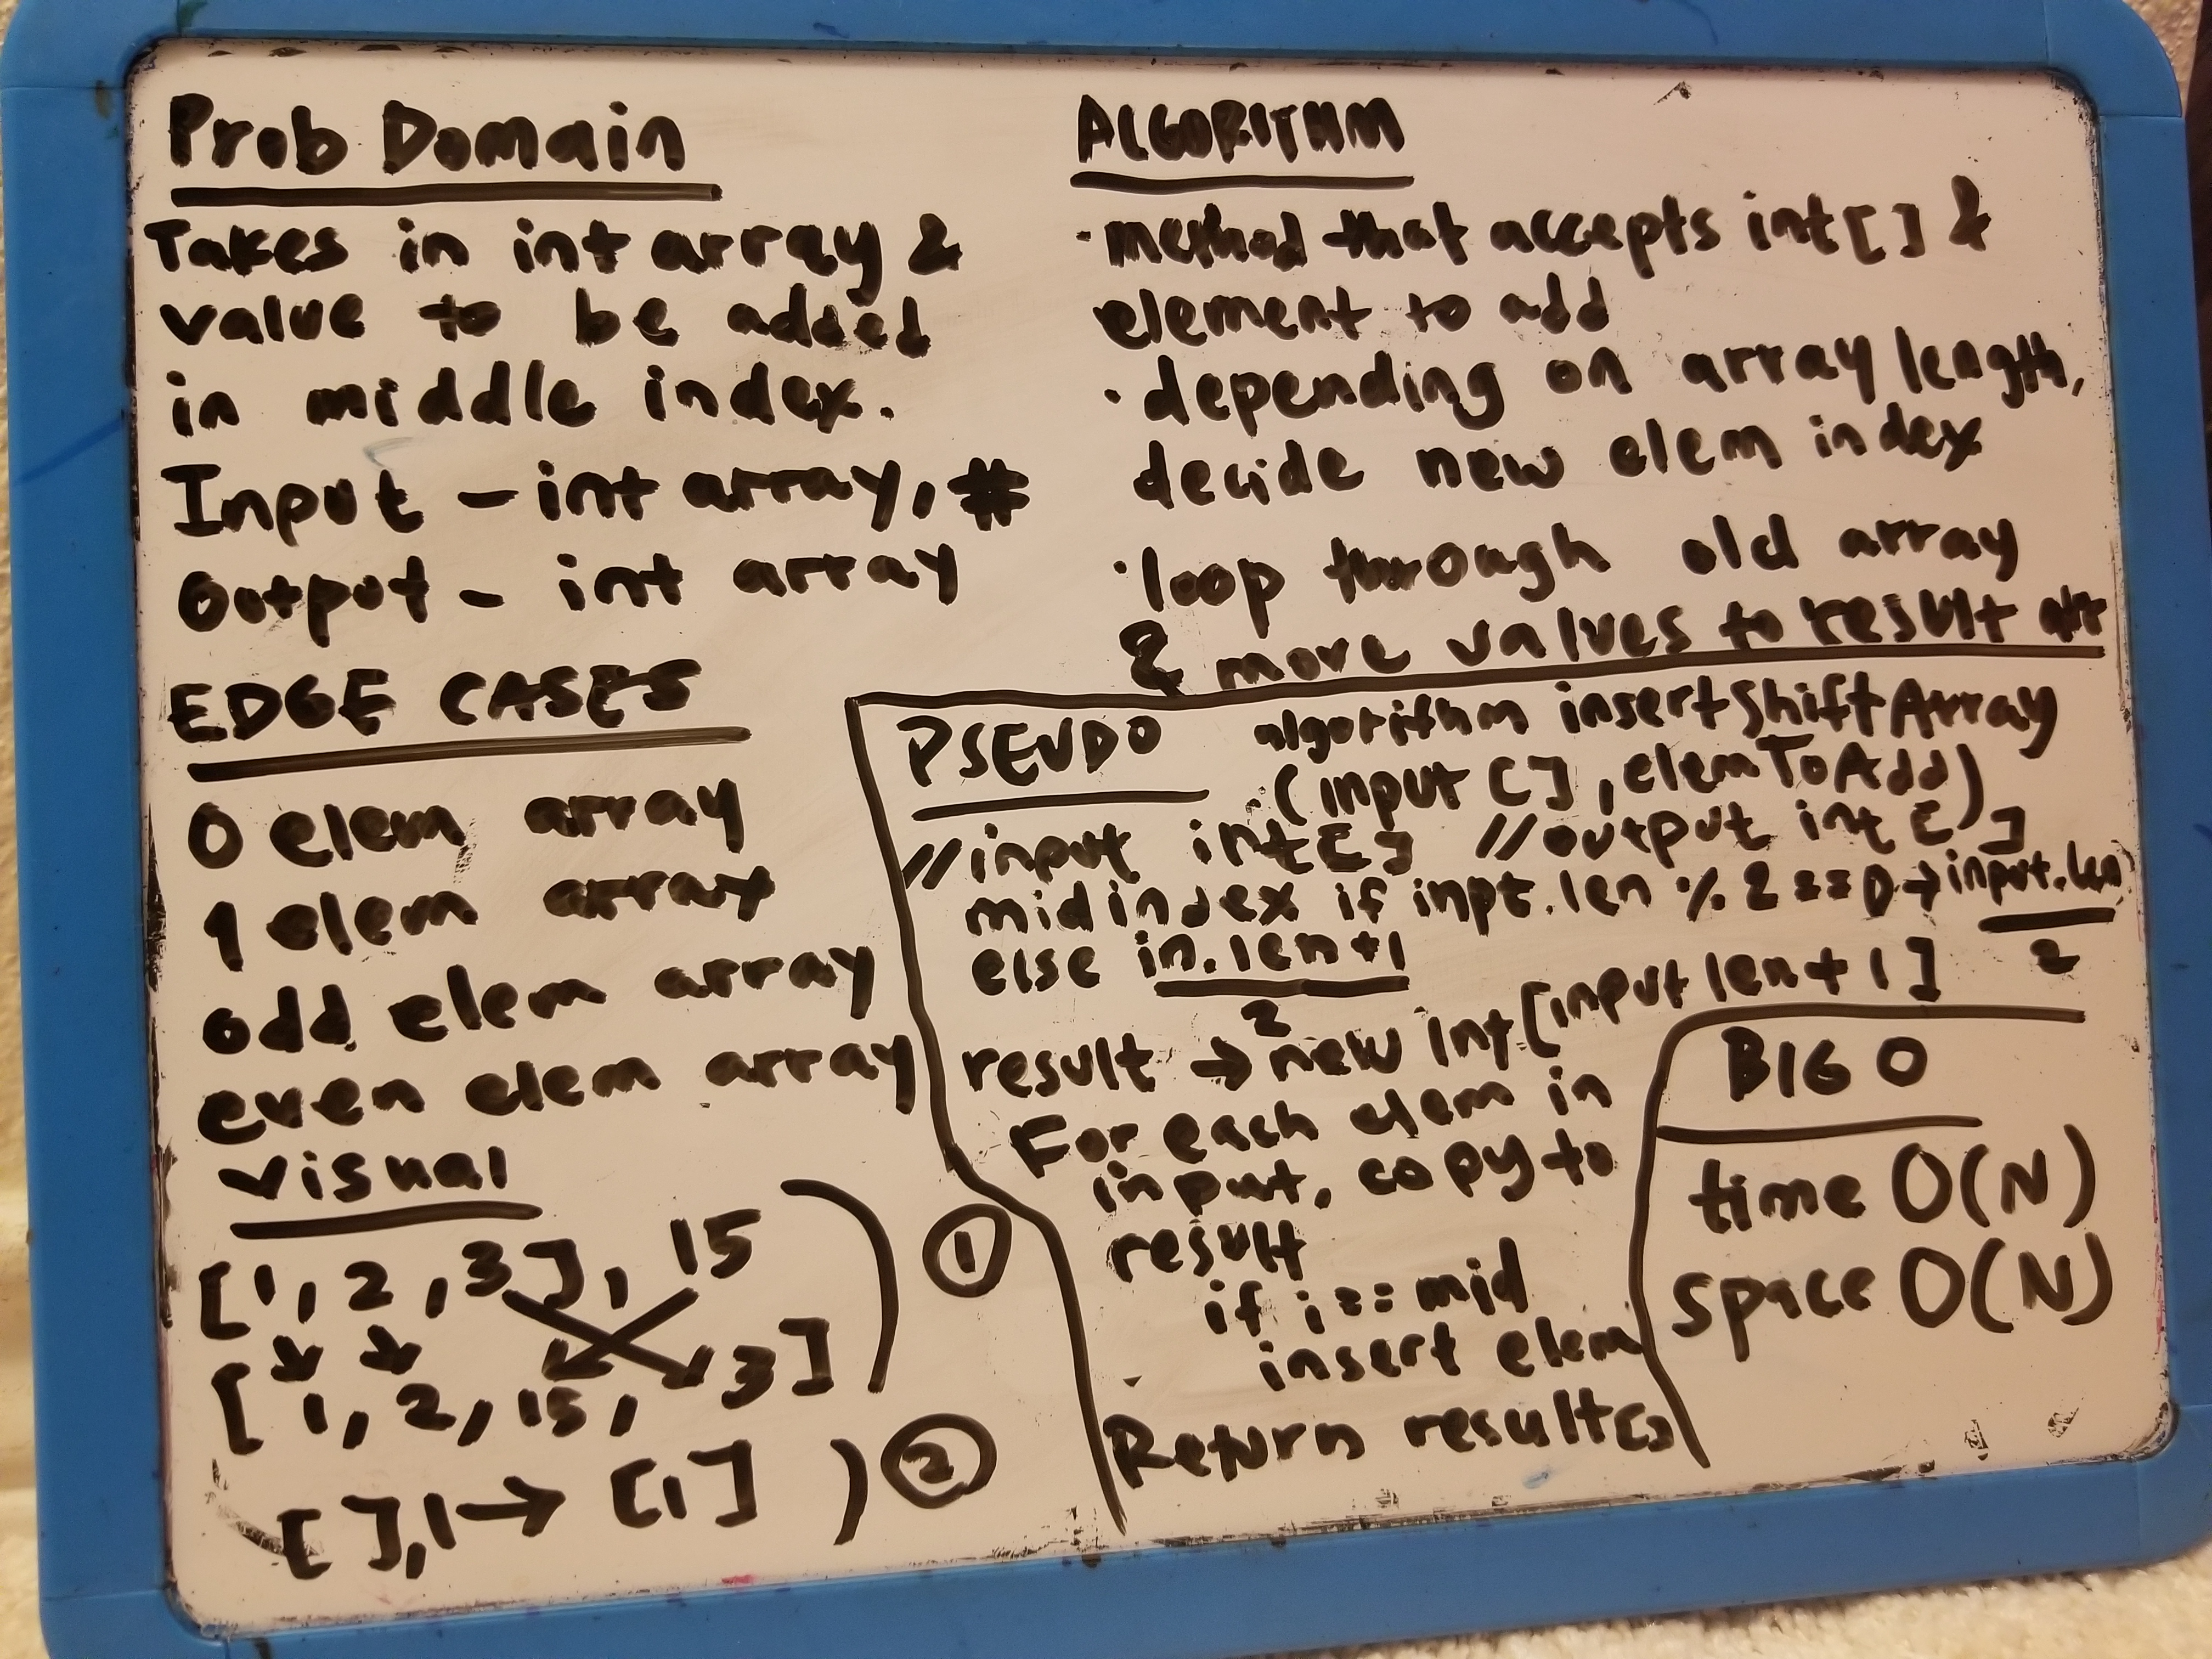 Prob Domain
Takes in int array &
value to be added
in middle index.
Input - int array, #
Output - int array
EDGE CASES
0 elem array
1 elem array
odd elem array
even elem array
visual
[1, 2, 3], 15
[1, 2, 15, 3]
①
[],1 → [1]
②
ALGORITHM
·method that accepts int[] &
element to add
·depending on array length,
decide new elem index
·loop through old array
& move values to result arr
PSEUDO algorithm insertShiftArray
(input [], elemToAdd)
//input int[] //output int[]
mid index if inpt.len % 2 == 0 → input.len
2
else in.len+1
2
result → new int[input len + 1]
For each elem in
input, copy to
result
if i == mid
insert elem
Return result[]
BIG O
time O(N)
space O(N)